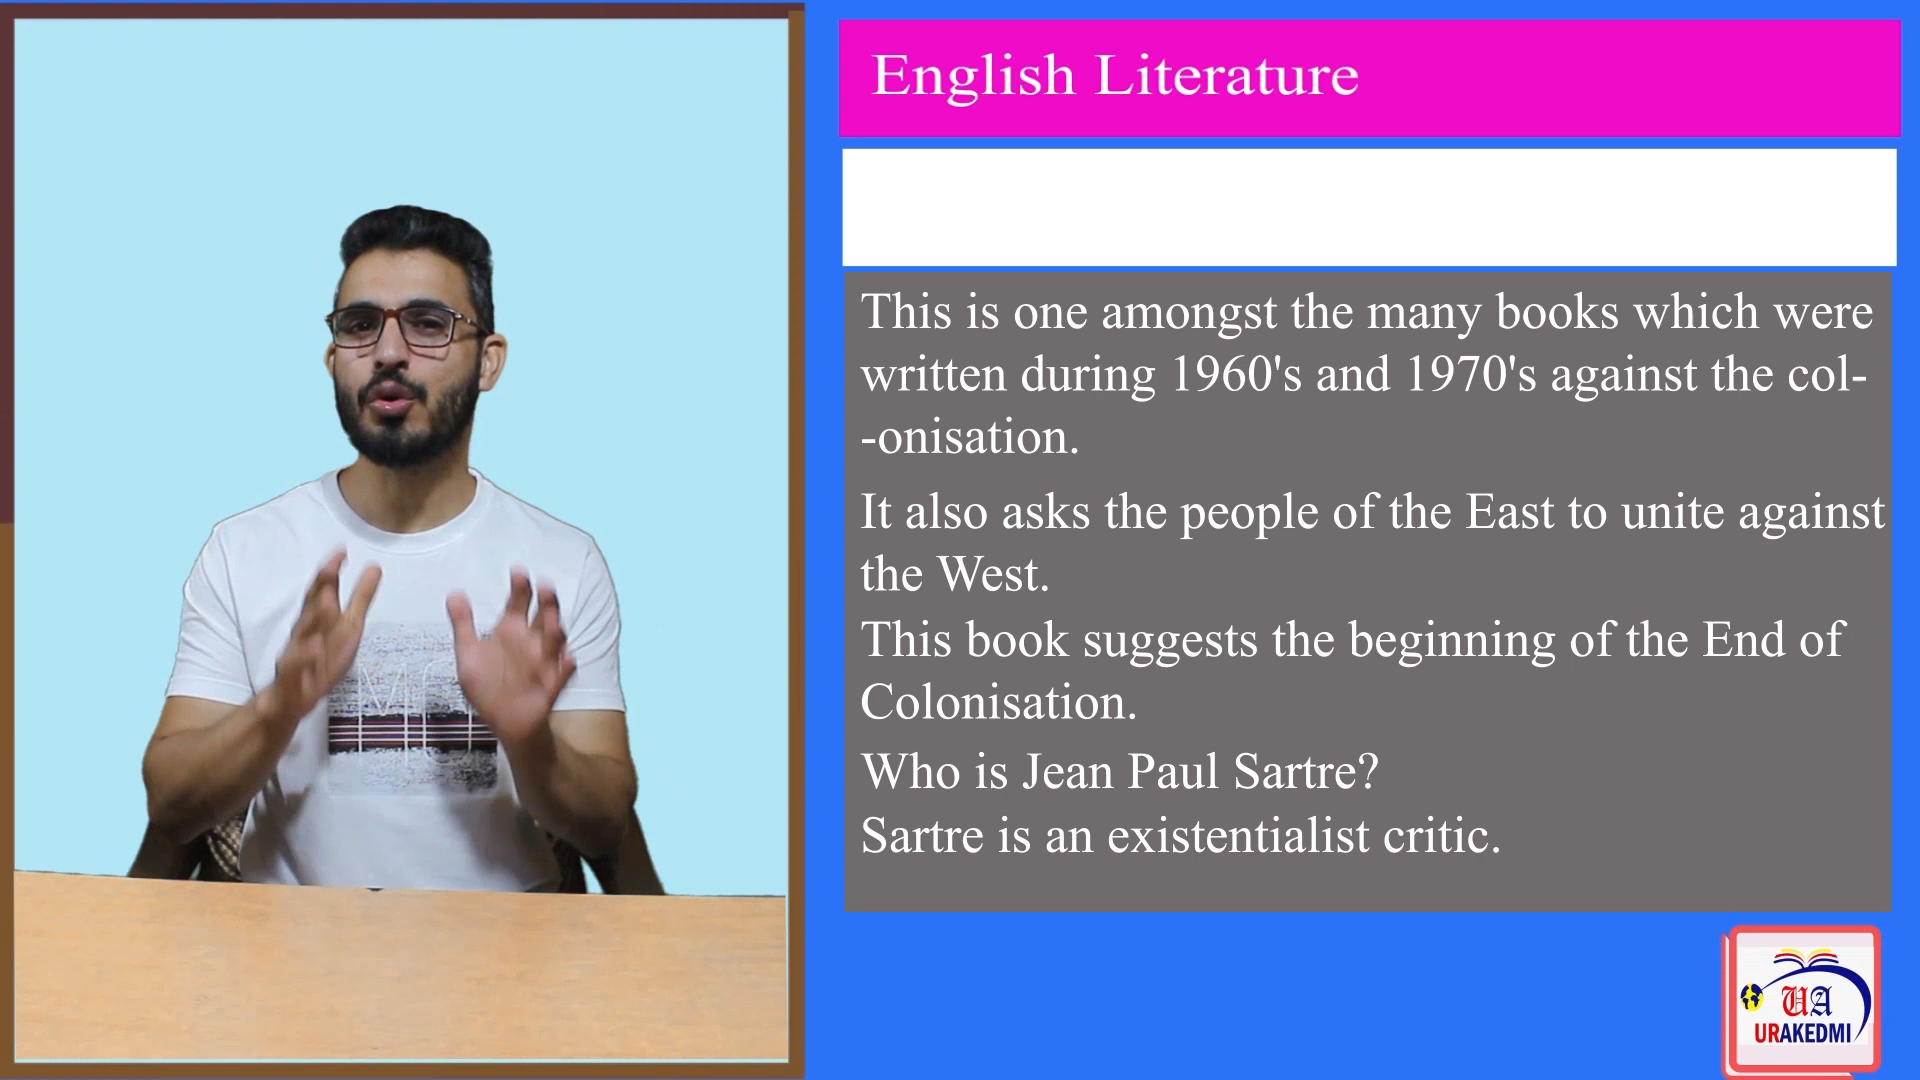 English Literature
This is one amongst the many books which were
written during 1960's and 1970's against the col-
-onisation.
It also asks the people of the East to unite against
the West.
This book suggests the beginning of the End of
Colonisation.
Who is Jean Paul Sartre?
Sartre is an existentialist critic.
UA
URAKEDMI